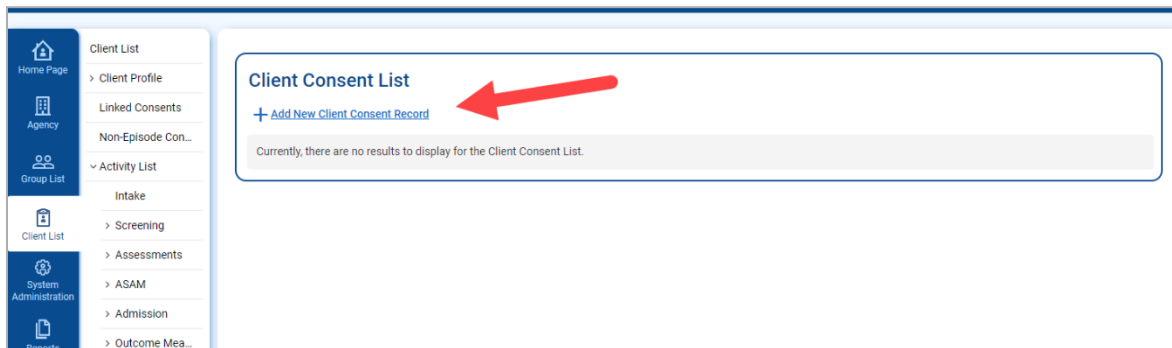 Home Page
Agency
Group List
Client List
System
Administration
Reports
Client List
Client Profile
Linked Consents
Non-Episode Con...
Activity List
Intake
Screening
Assessments
ASAM
Admission
Outcome Mea...
Client Consent List
Add New Client Consent Record
Currently, there are no results to display for the Client Consent List.